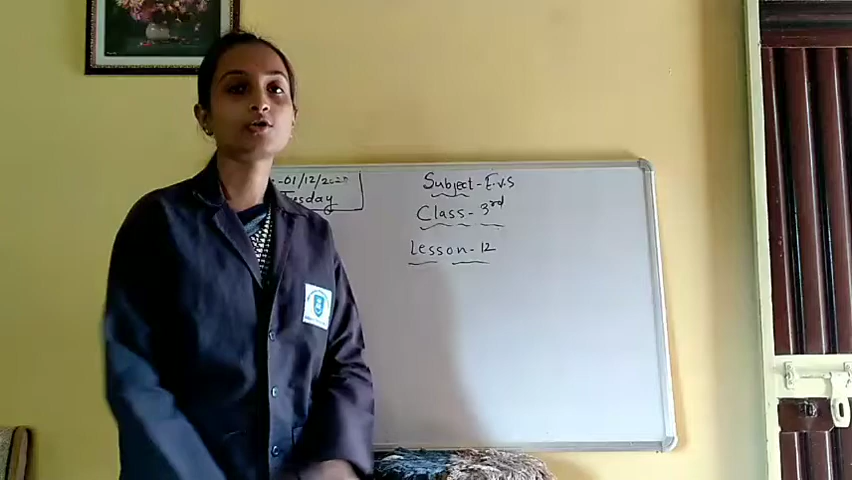 -01/12/2020
Tuesday
Subject - E.v.S
Class - 3rd
Lesson - 12